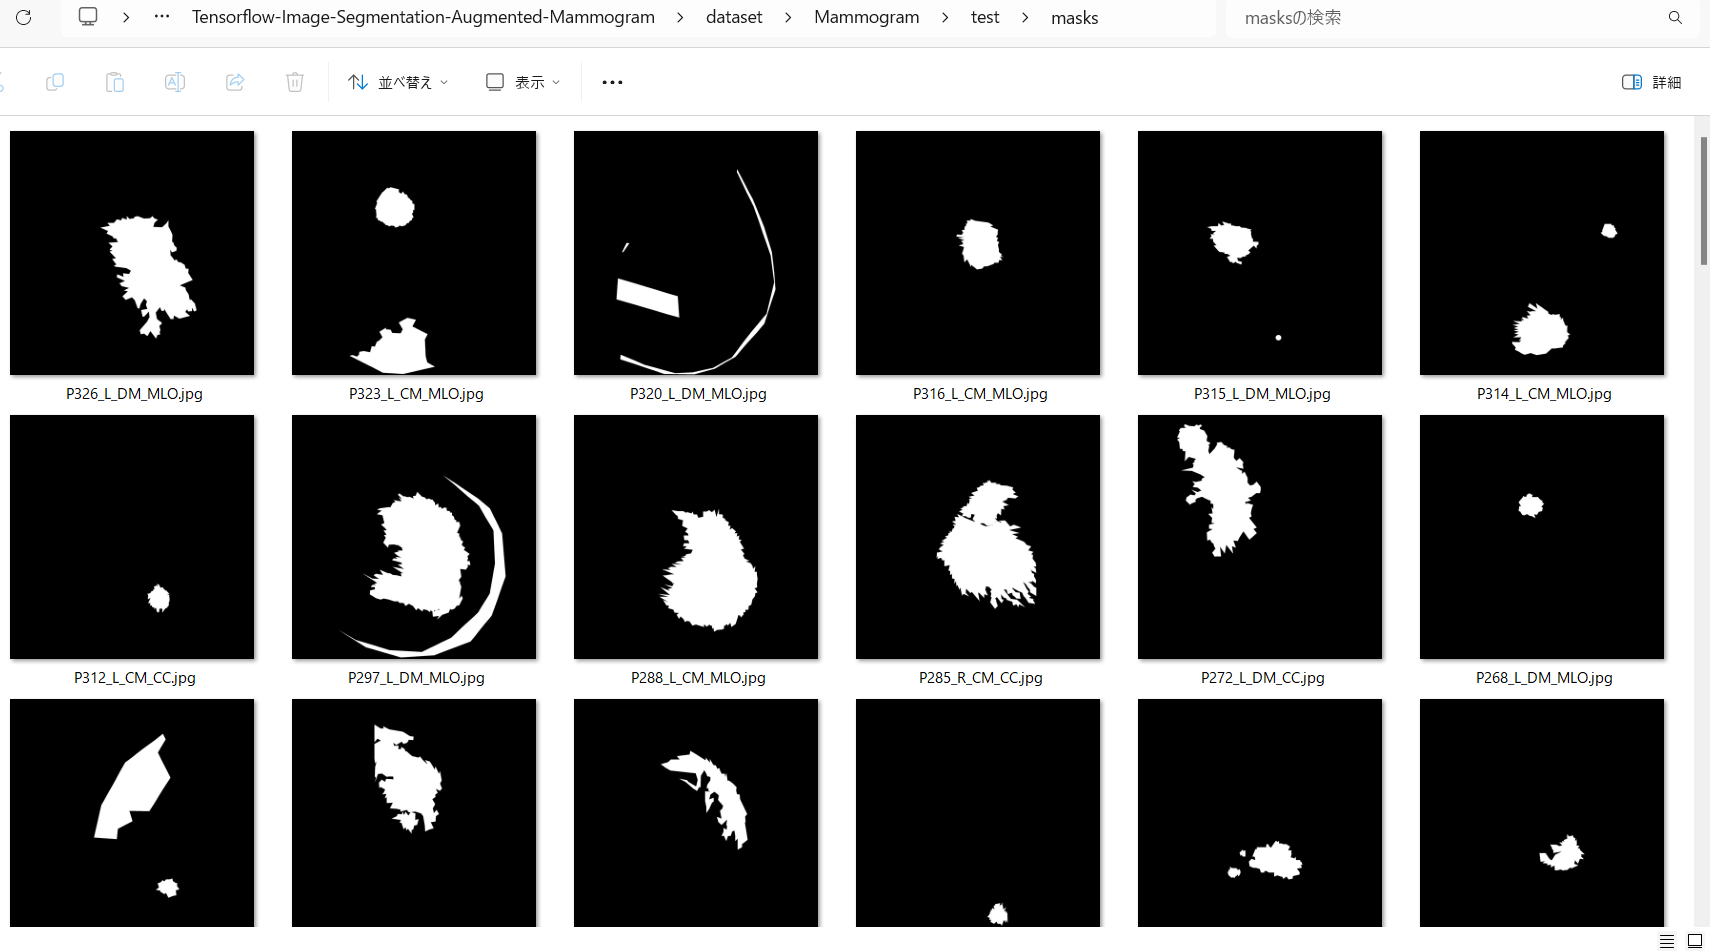 Tensorflow-Image-Segmentation-Augmented-Mammogram > dataset > Mammogram > test > masks
masksの検索
並べ替え
表示
詳細
P326_L_DM_MLO.jpg
P323_L_CM_MLO.jpg
P320_L_DM_MLO.jpg
P316_L_CM_MLO.jpg
P315_L_DM_MLO.jpg
P314_L_CM_MLO.jpg
P312_L_CM_CC.jpg
P297_L_DM_MLO.jpg
P288_L_CM_MLO.jpg
P285_R_CM_CC.jpg
P272_L_DM_CC.jpg
P268_L_DM_MLO.jpg